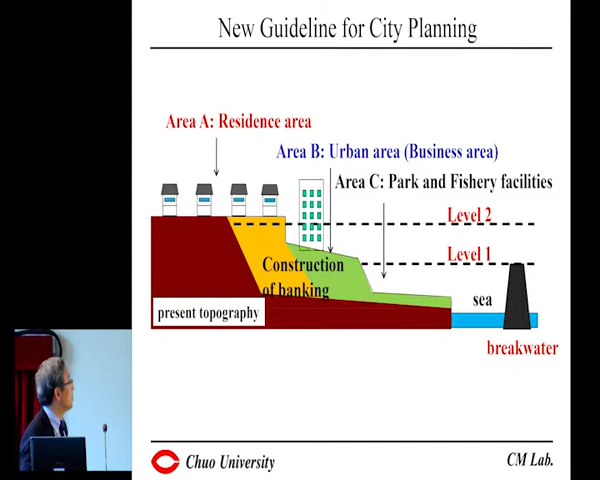 New Guideline for City Planning
Area A: Residence area
Area B: Urban area (Business area)
Area C: Park and Fishery facilities
Level 2
Level 1
Construction
of banking
sea
present topography
breakwater
Chuo University
CM Lab.